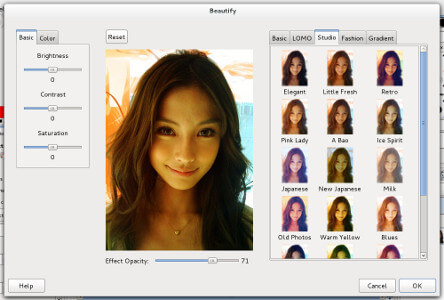 Beautify
Basic Color
Brightness
0
Contrast
0
Saturation
0
Reset
Effect Opacity: 71
Basic LOMO Studio Fashion Gradient
Elegant Little Fresh Retro
Pink Lady A Bao Ice Spirit
Japanese New Japanese Milk
Old Photos Warm Yellow Blues
Help Cancel OK